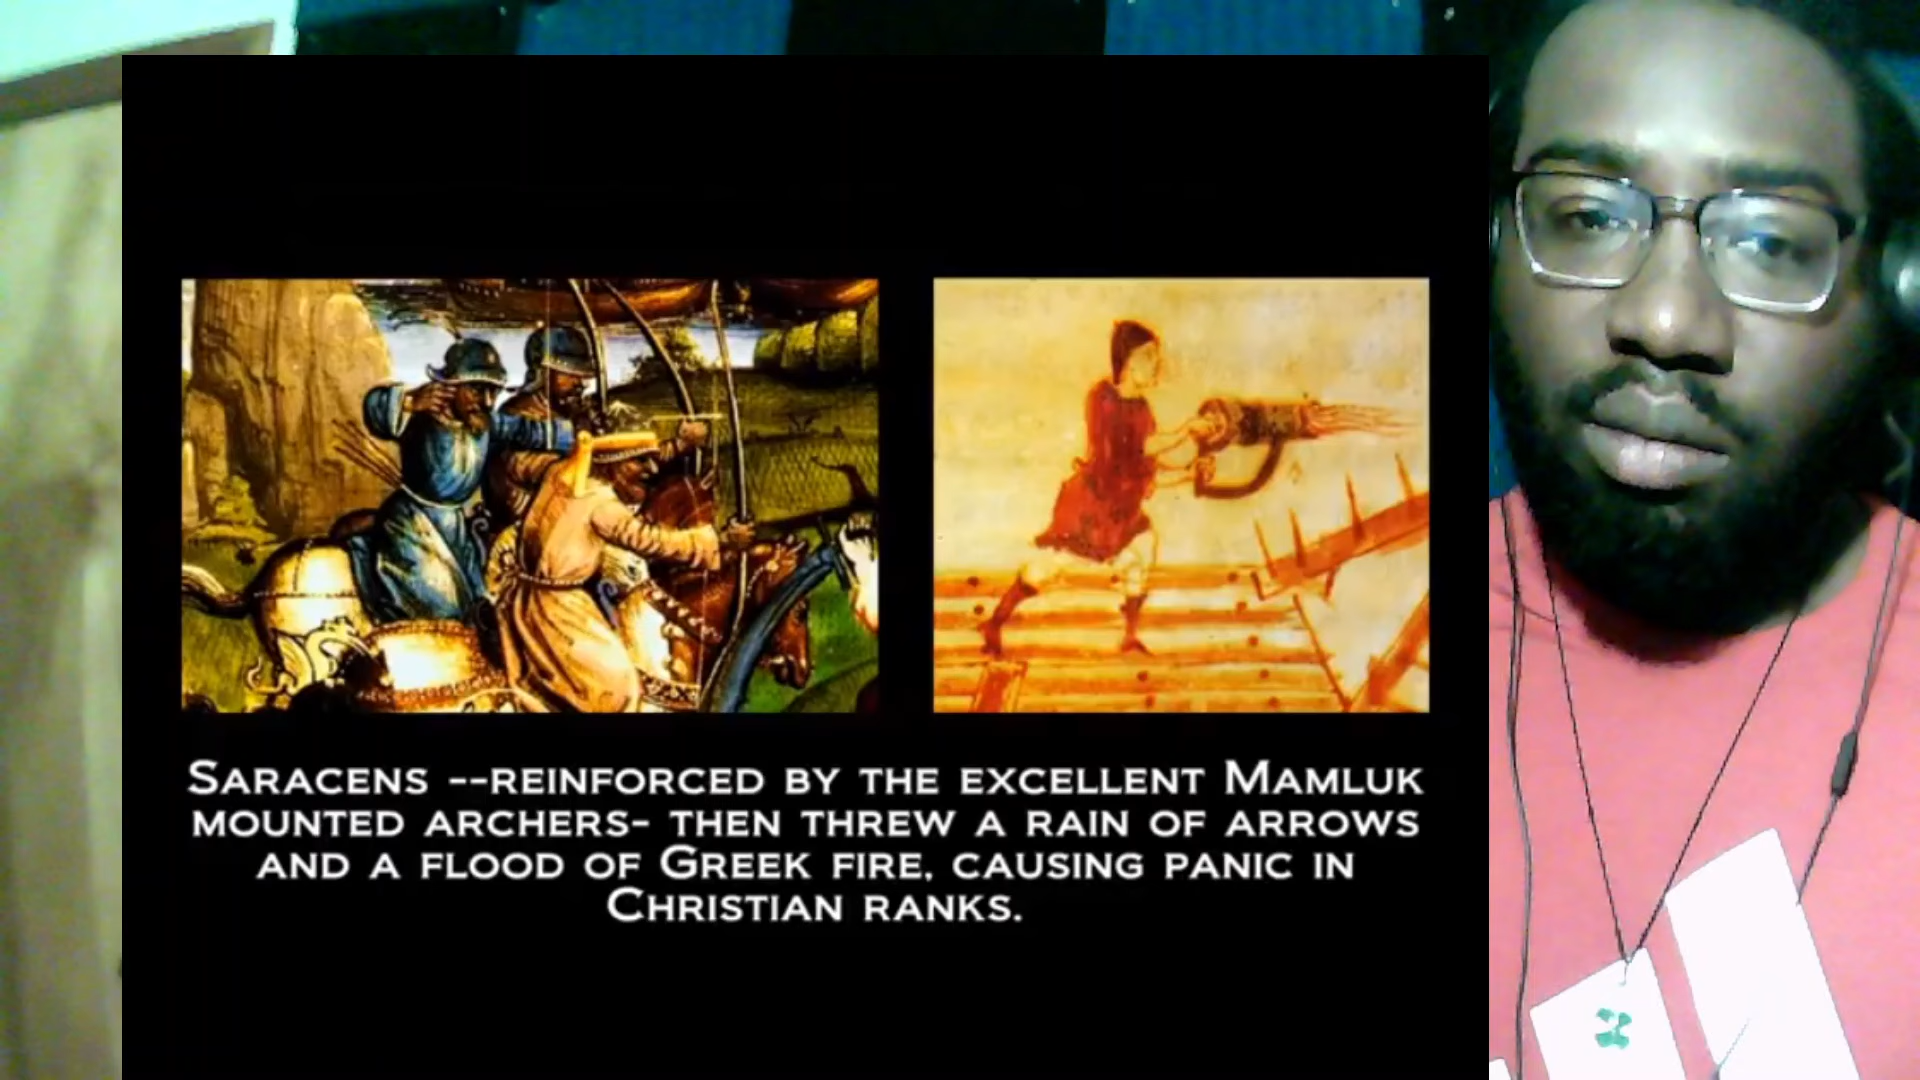 Saracens --reinforced by the excellent Mamluk
mounted archers- then threw a rain of arrows
and a flood of Greek fire, causing panic in
Christian ranks.